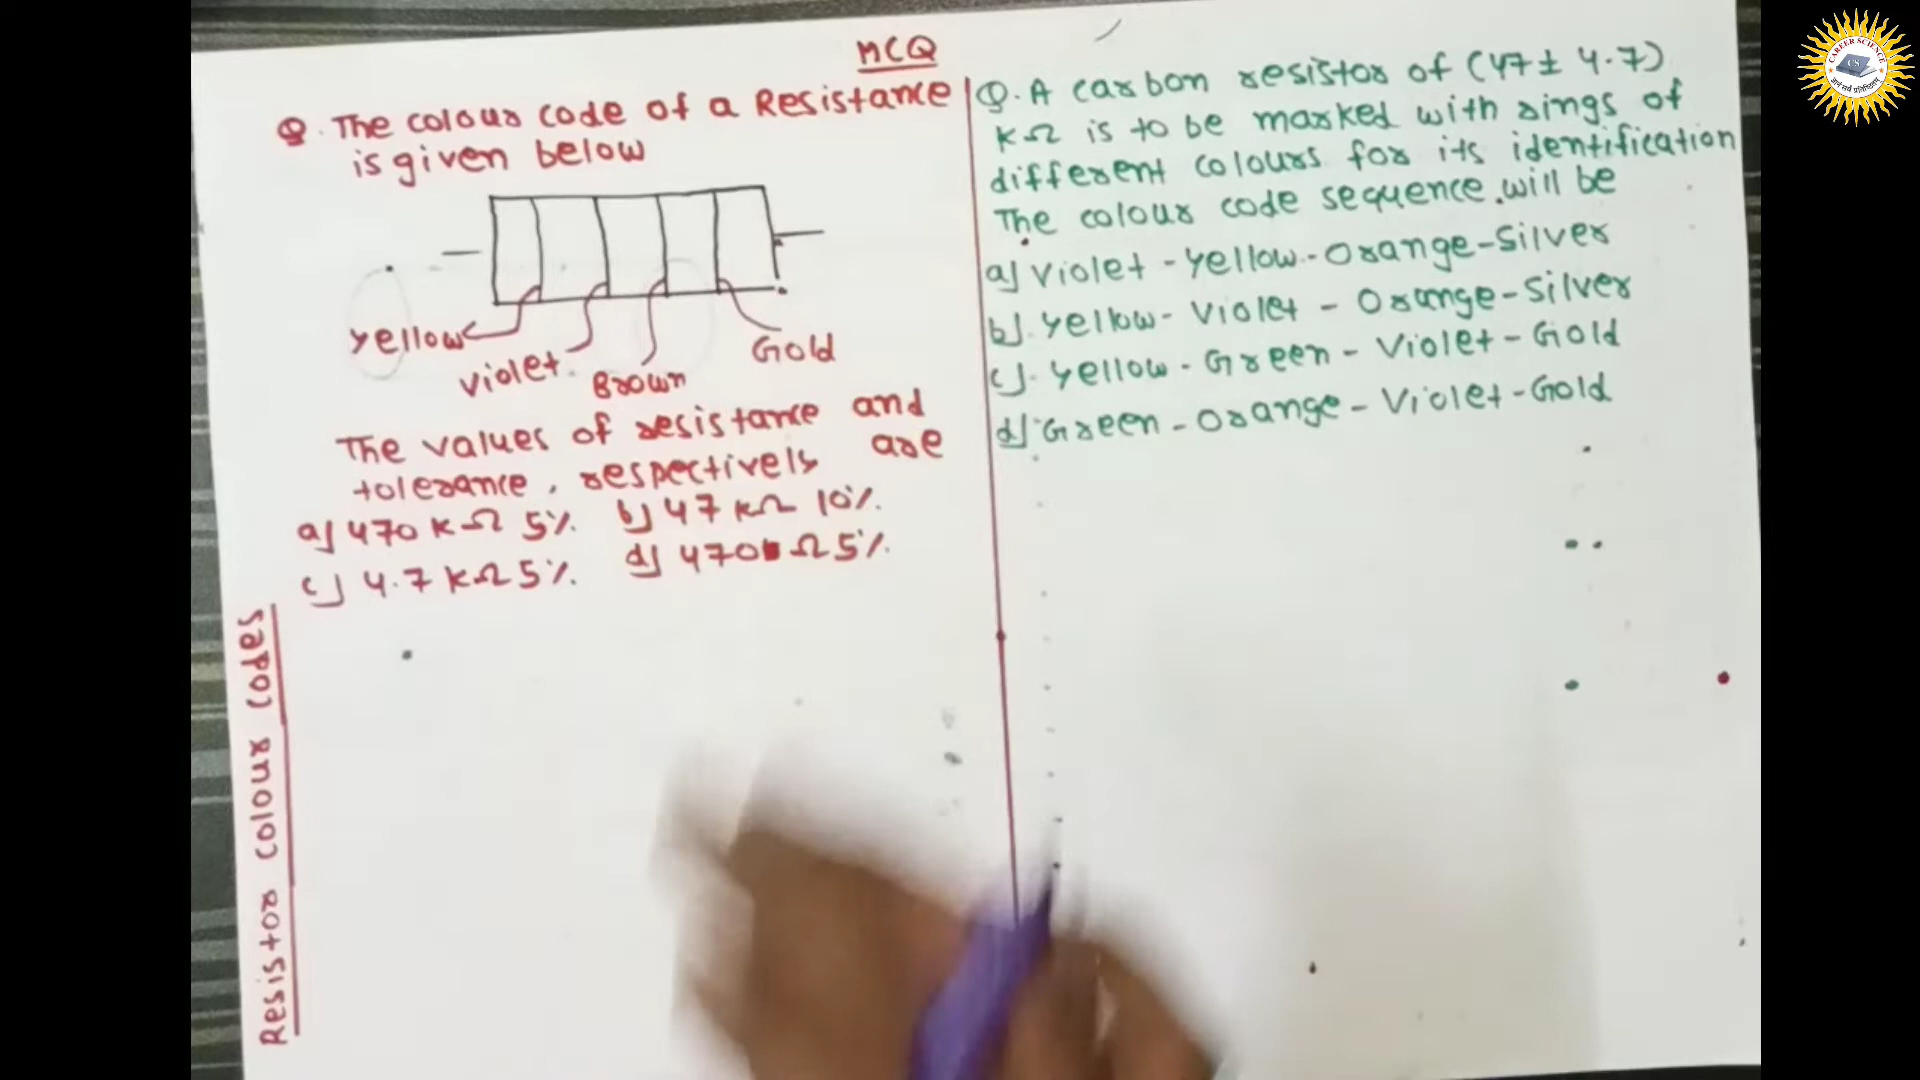 MCQ
Q. The colour code of a Resistance
is given below
Yellow
Violet
Brown
Gold
The values of resistance and
tolerance, respectively are
a) 470 kΩ 5% b) 47 kΩ 10%.
c) 4.7 kΩ 5% d) 470 Ω 5%.
Resistor colour codes
Q. A carbon resistor of (47 ± 4.7)
kΩ is to be marked with rings of
different colours for its identification
The colour code sequence will be
a) Violet - Yellow - Orange - Silver
b) Yellow - Violet - Orange - Silver
c) Yellow - Green - Violet - Gold
d) Green - Orange - Violet - Gold
CAREER SCIENCE
CS